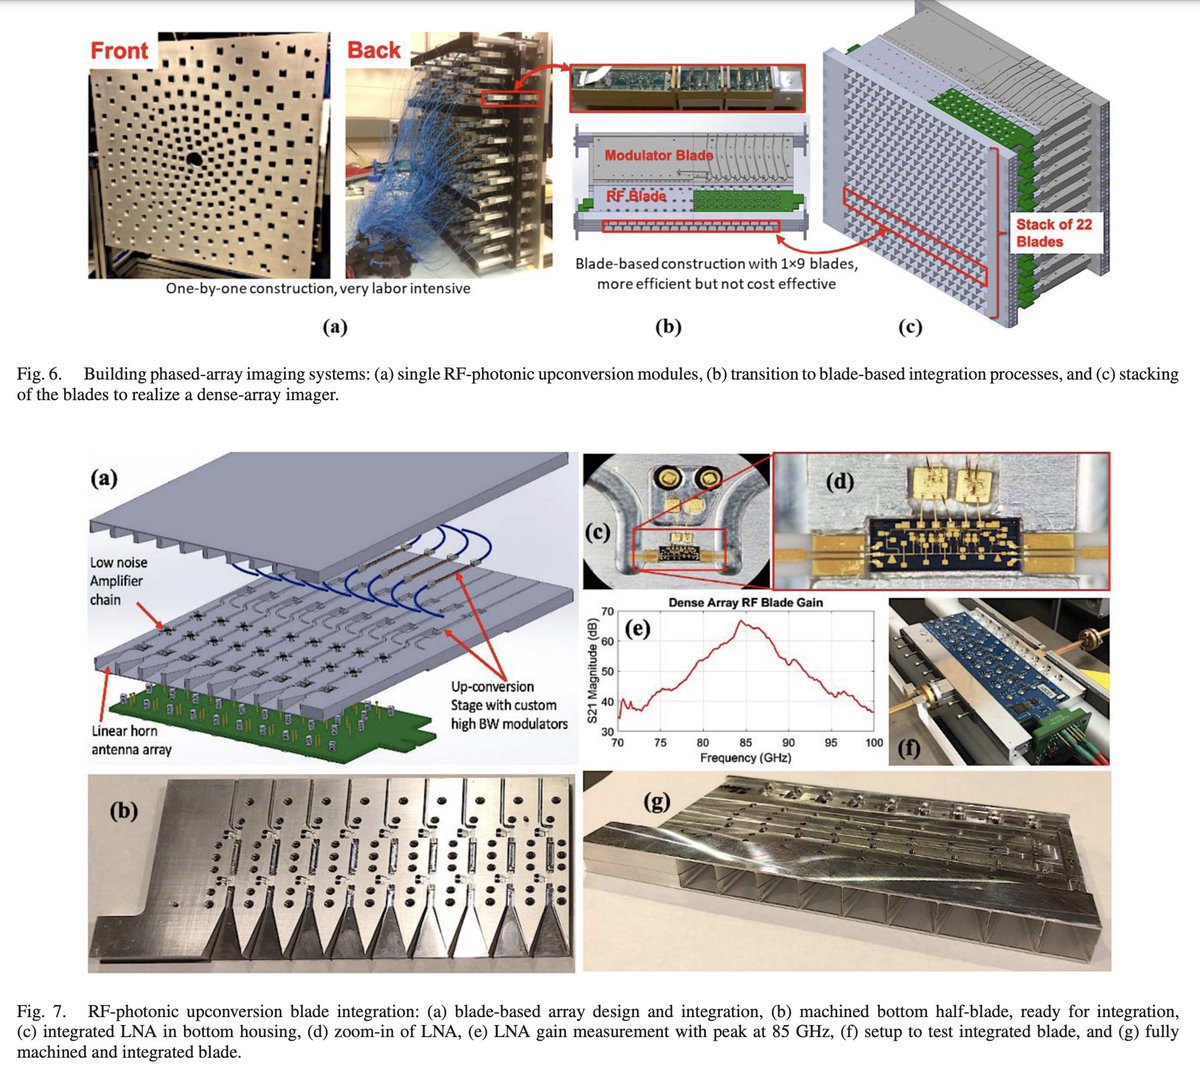 Front
Back
Modulator Blade
RF Blade
Stack of 22
Blades
One-by-one construction, very labor intensive
Blade-based construction with 1×9 blades,
more efficient but not cost effective
(a)
(b)
(c)
Fig. 6. Building phased-array imaging systems: (a) single RF-photonic upconversion modules, (b) transition to blade-based integration processes, and (c) stacking
of the blades to realize a dense-array imager.
(a)
Low noise
Amplifier
chain
Linear horn
antenna array
Up-conversion
Stage with custom
high BW modulators
(c)
(d)
Dense Array RF Blade Gain
(e)
S21 Magnitude (dB)
70
60
50
40
30
70 75 80 85 90 95 100
Frequency (GHz)
(f)
(b)
(g)
Fig. 7. RF-photonic upconversion blade integration: (a) blade-based array design and integration, (b) machined bottom half-blade, ready for integration,
(c) integrated LNA in bottom housing, (d) zoom-in of LNA, (e) LNA gain measurement with peak at 85 GHz, (f) setup to test integrated blade, and (g) fully
machined and integrated blade.